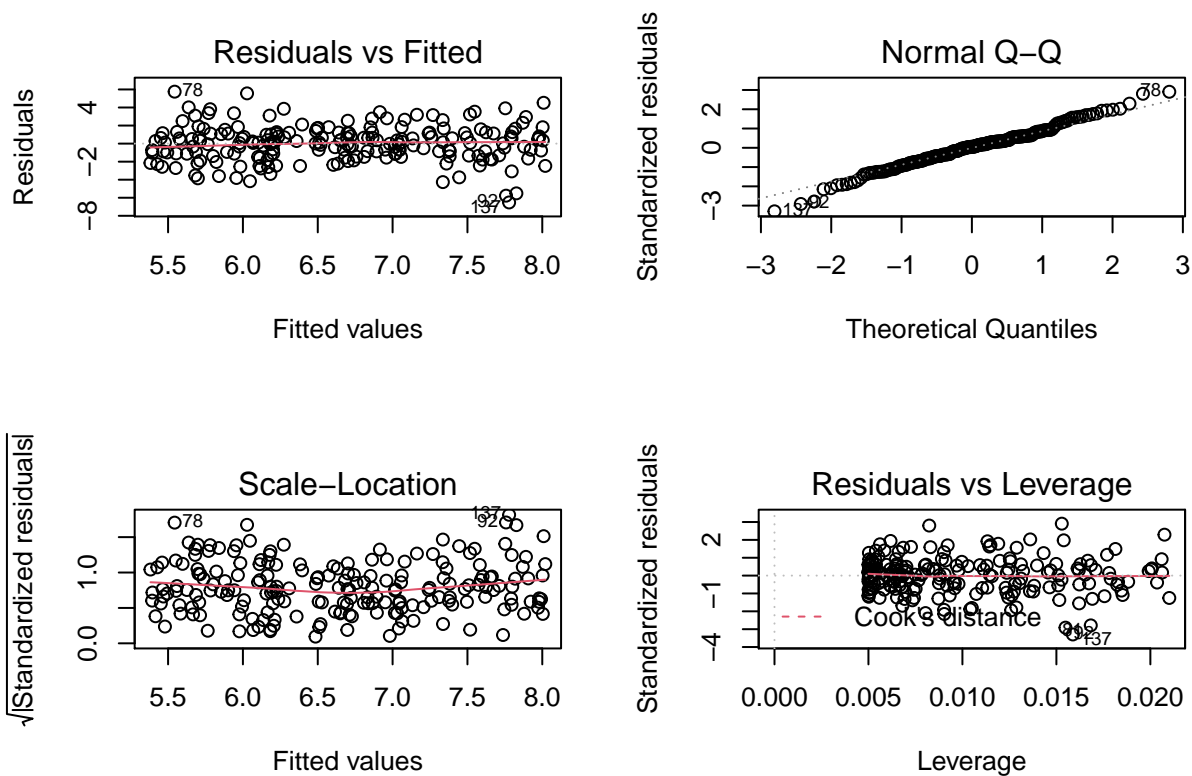 Residuals vs Fitted
Residuals
4
-2
-8
78
92
137
5.5 6.0 6.5 7.0 7.5 8.0
Fitted values
Normal Q-Q
Standardized residuals
2
0
-3
78
137
92
-3 -2 -1 0 1 2 3
Theoretical Quantiles
Scale-Location
√|Standardized residuals|
1.0
0.0
78
137
92
5.5 6.0 6.5 7.0 7.5 8.0
Fitted values
Residuals vs Leverage
Standardized residuals
2
-1
-4
Cook's distance
137
0.000 0.005 0.010 0.015 0.020
Leverage